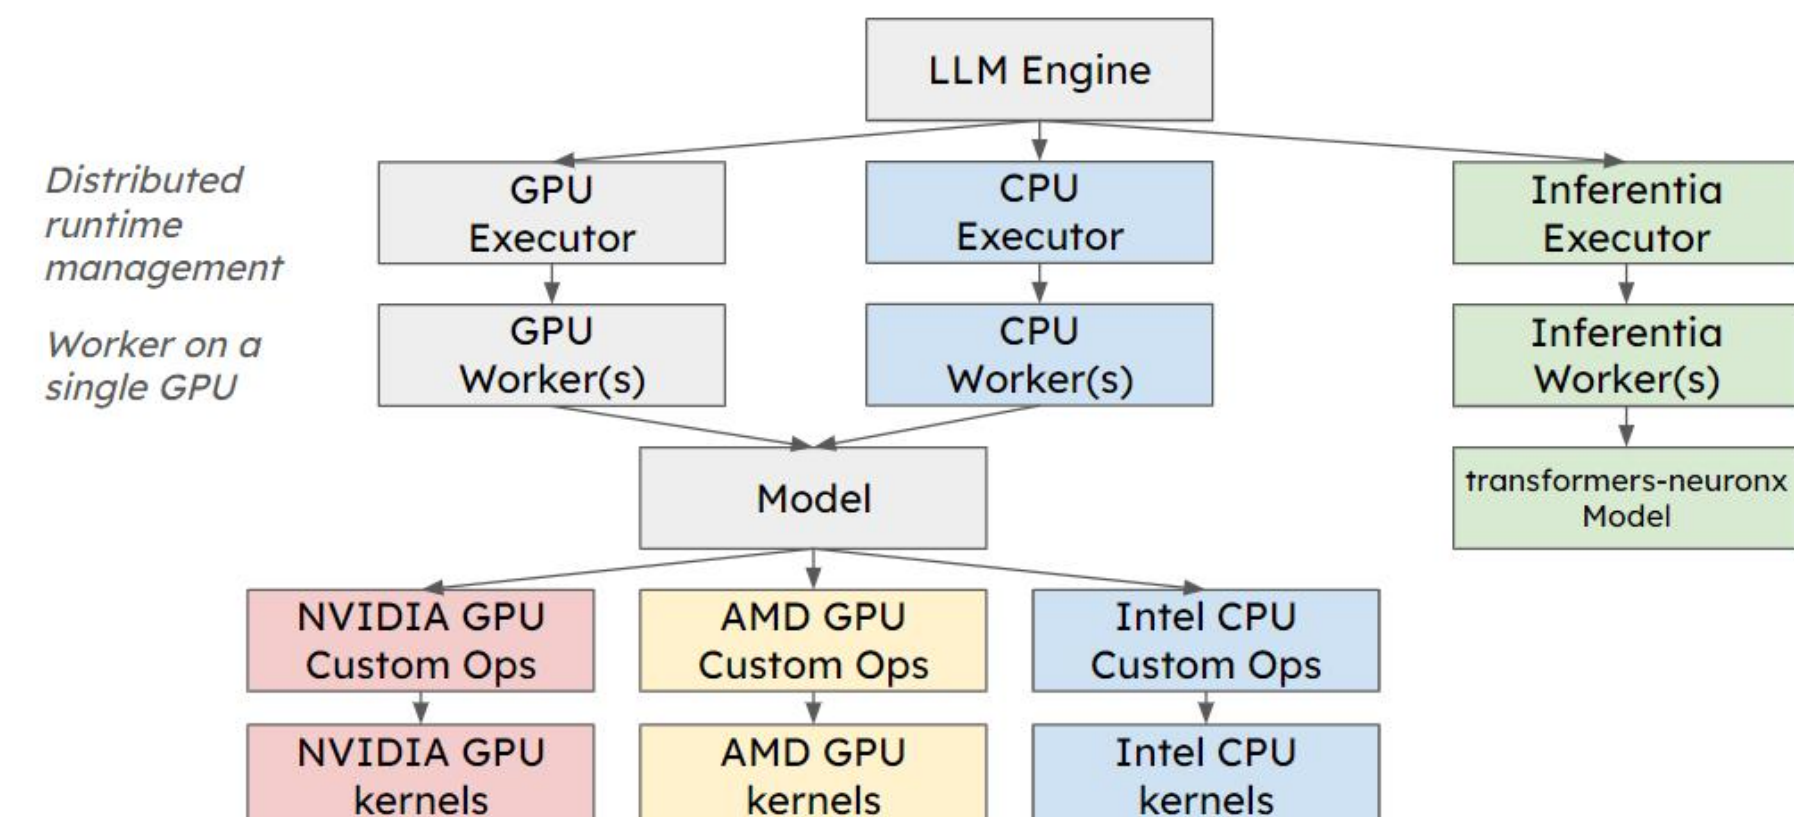 LLM Engine
Distributed
runtime
management
GPU
Executor
CPU
Executor
Inferentia
Executor
Worker on a
single GPU
GPU
Worker(s)
CPU
Worker(s)
Inferentia
Worker(s)
Model
transformers-neuronx
Model
NVIDIA GPU
Custom Ops
AMD GPU
Custom Ops
Intel CPU
Custom Ops
NVIDIA GPU
kernels
AMD GPU
kernels
Intel CPU
kernels